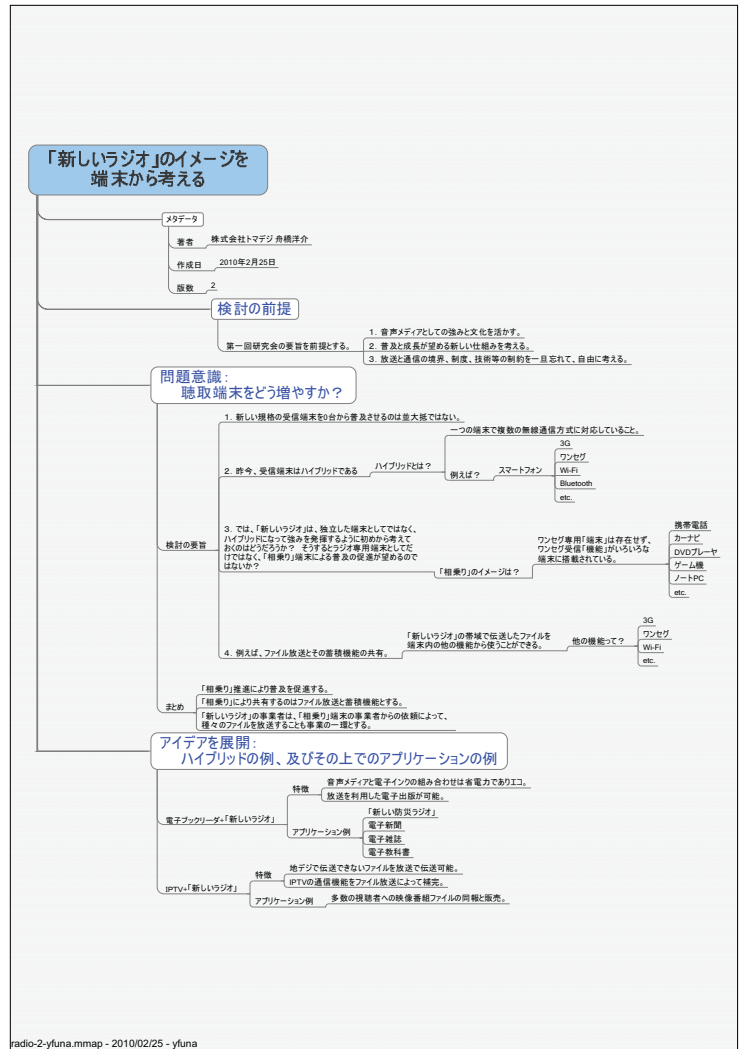 「新しいラジオ」のイメージを
端末から考える
メタデータ
著者
株式会社トマデジ 舟橋洋介
作成日
2010年2月25日
版数
2
検討の前提
第一回研究会の要旨を前提とする。
1. 音声メディアとしての強みと文化を活かす。
2. 普及と成長が望める新しい仕組みを考える。
3. 放送と通信の境界、制度、技術等の制約を一旦忘れて、自由に考える。
問題意識:
聴取端末をどう増やすか？
検討の要旨
1. 新しい規格の受信端末を0台から普及させるのは並大抵ではない。
2. 昨今、受信端末はハイブリッドである
ハイブリッドとは？
一つの端末で複数の無線通信方式に対応していること。
例えば？
スマートフォン
3G
ワンセグ
Wi-Fi
Bluetooth
etc.
3. では、「新しいラジオ」は、独立した端末としてではなく、
ハイブリッドになって強みを発揮するように初めから考えて
おくのはどうだろうか？ そうするとラジオ専用端末としてだ
けではなく、「相乗り」端末による普及の促進が望めるので
はないか？
「相乗り」のイメージは？
ワンセグ専用「端末」は存在せず、
ワンセグ受信「機能」がいろいろな
端末に搭載されている。
携帯電話
カーナビ
DVDプレーヤ
ゲーム機
ノートPC
etc.
4. 例えば、ファイル放送とその蓄積機能の共有。
「新しいラジオ」の帯域で伝送したファイルを
端末内の他の機能から使うことができる。
他の機能って？
3G
ワンセグ
Wi-Fi
etc.
まとめ
「相乗り」推進により普及を促進する。
「相乗り」により共有するのはファイル放送と蓄積機能とする。
「新しいラジオ」の事業者は、「相乗り」端末の事業者からの依頼によって、
種々のファイルを放送することも事業の一理とする。
アイデアを展開:
ハイブリッドの例、及びその上でのアプリケーションの例
電子ブックリーダ+「新しいラジオ」
特徴
音声メディアと電子インクの組み合わせは省電力でありエコ。
放送を利用した電子出版が可能。
アプリケーション例
「新しい防災ラジオ」
電子新聞
電子雑誌
電子教科書
IPTV+「新しいラジオ」
特徴
地デジで伝送できないファイルを放送で伝送可能。
IPTVの通信機能をファイル放送によって補完。
アプリケーション例
多数の視聴者への映像番組ファイルの同報と販売。
radio-2-yfuna.mmap - 2010/02/25 - yfuna